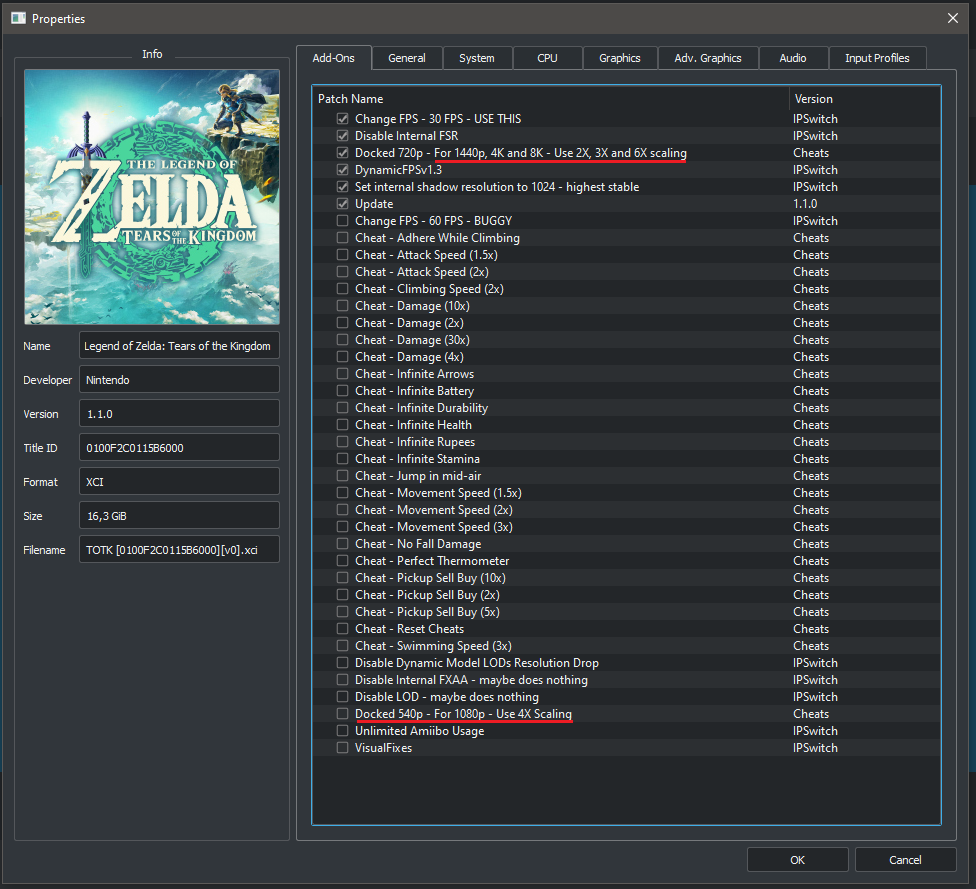 Properties
Info
Add-Ons
General
System
CPU
Graphics
Adv. Graphics
Audio
Input Profiles
THE LEGEND OF
ZELDA
TEARS OF THE KINGDOM
Name
Legend of Zelda: Tears of the Kingdom
Developer
Nintendo
Version
1.1.0
Title ID
0100F2C0115B6000
Format
XCI
Size
16,3 GiB
Filename
TOTK [0100F2C0115B6000][v0].xci
Patch Name Version
Change FPS - 30 FPS - USE THIS IPSwitch
Disable Internal FSR IPSwitch
Docked 720p - For 1440p, 4K and 8K - Use 2X, 3X and 6X scaling Cheats
DynamicFPSv1.3 IPSwitch
Set internal shadow resolution to 1024 - highest stable IPSwitch
Update 1.1.0
Change FPS - 60 FPS - BUGGY IPSwitch
Cheat - Adhere While Climbing Cheats
Cheat - Attack Speed (1.5x) Cheats
Cheat - Attack Speed (2x) Cheats
Cheat - Climbing Speed (2x) Cheats
Cheat - Damage (10x) Cheats
Cheat - Damage (2x) Cheats
Cheat - Damage (30x) Cheats
Cheat - Damage (4x) Cheats
Cheat - Infinite Arrows Cheats
Cheat - Infinite Battery Cheats
Cheat - Infinite Durability Cheats
Cheat - Infinite Health Cheats
Cheat - Infinite Rupees Cheats
Cheat - Infinite Stamina Cheats
Cheat - Jump in mid-air Cheats
Cheat - Movement Speed (1.5x) Cheats
Cheat - Movement Speed (2x) Cheats
Cheat - Movement Speed (3x) Cheats
Cheat - No Fall Damage Cheats
Cheat - Perfect Thermometer Cheats
Cheat - Pickup Sell Buy (10x) Cheats
Cheat - Pickup Sell Buy (2x) Cheats
Cheat - Pickup Sell Buy (5x) Cheats
Cheat - Reset Cheats Cheats
Cheat - Swimming Speed (3x) Cheats
Disable Dynamic Model LODs Resolution Drop IPSwitch
Disable Internal FXAA - maybe does nothing IPSwitch
Disable LOD - maybe does nothing IPSwitch
Docked 540p - For 1080p - Use 4X Scaling Cheats
Unlimited Amiibo Usage IPSwitch
VisualFixes IPSwitch
OK
Cancel